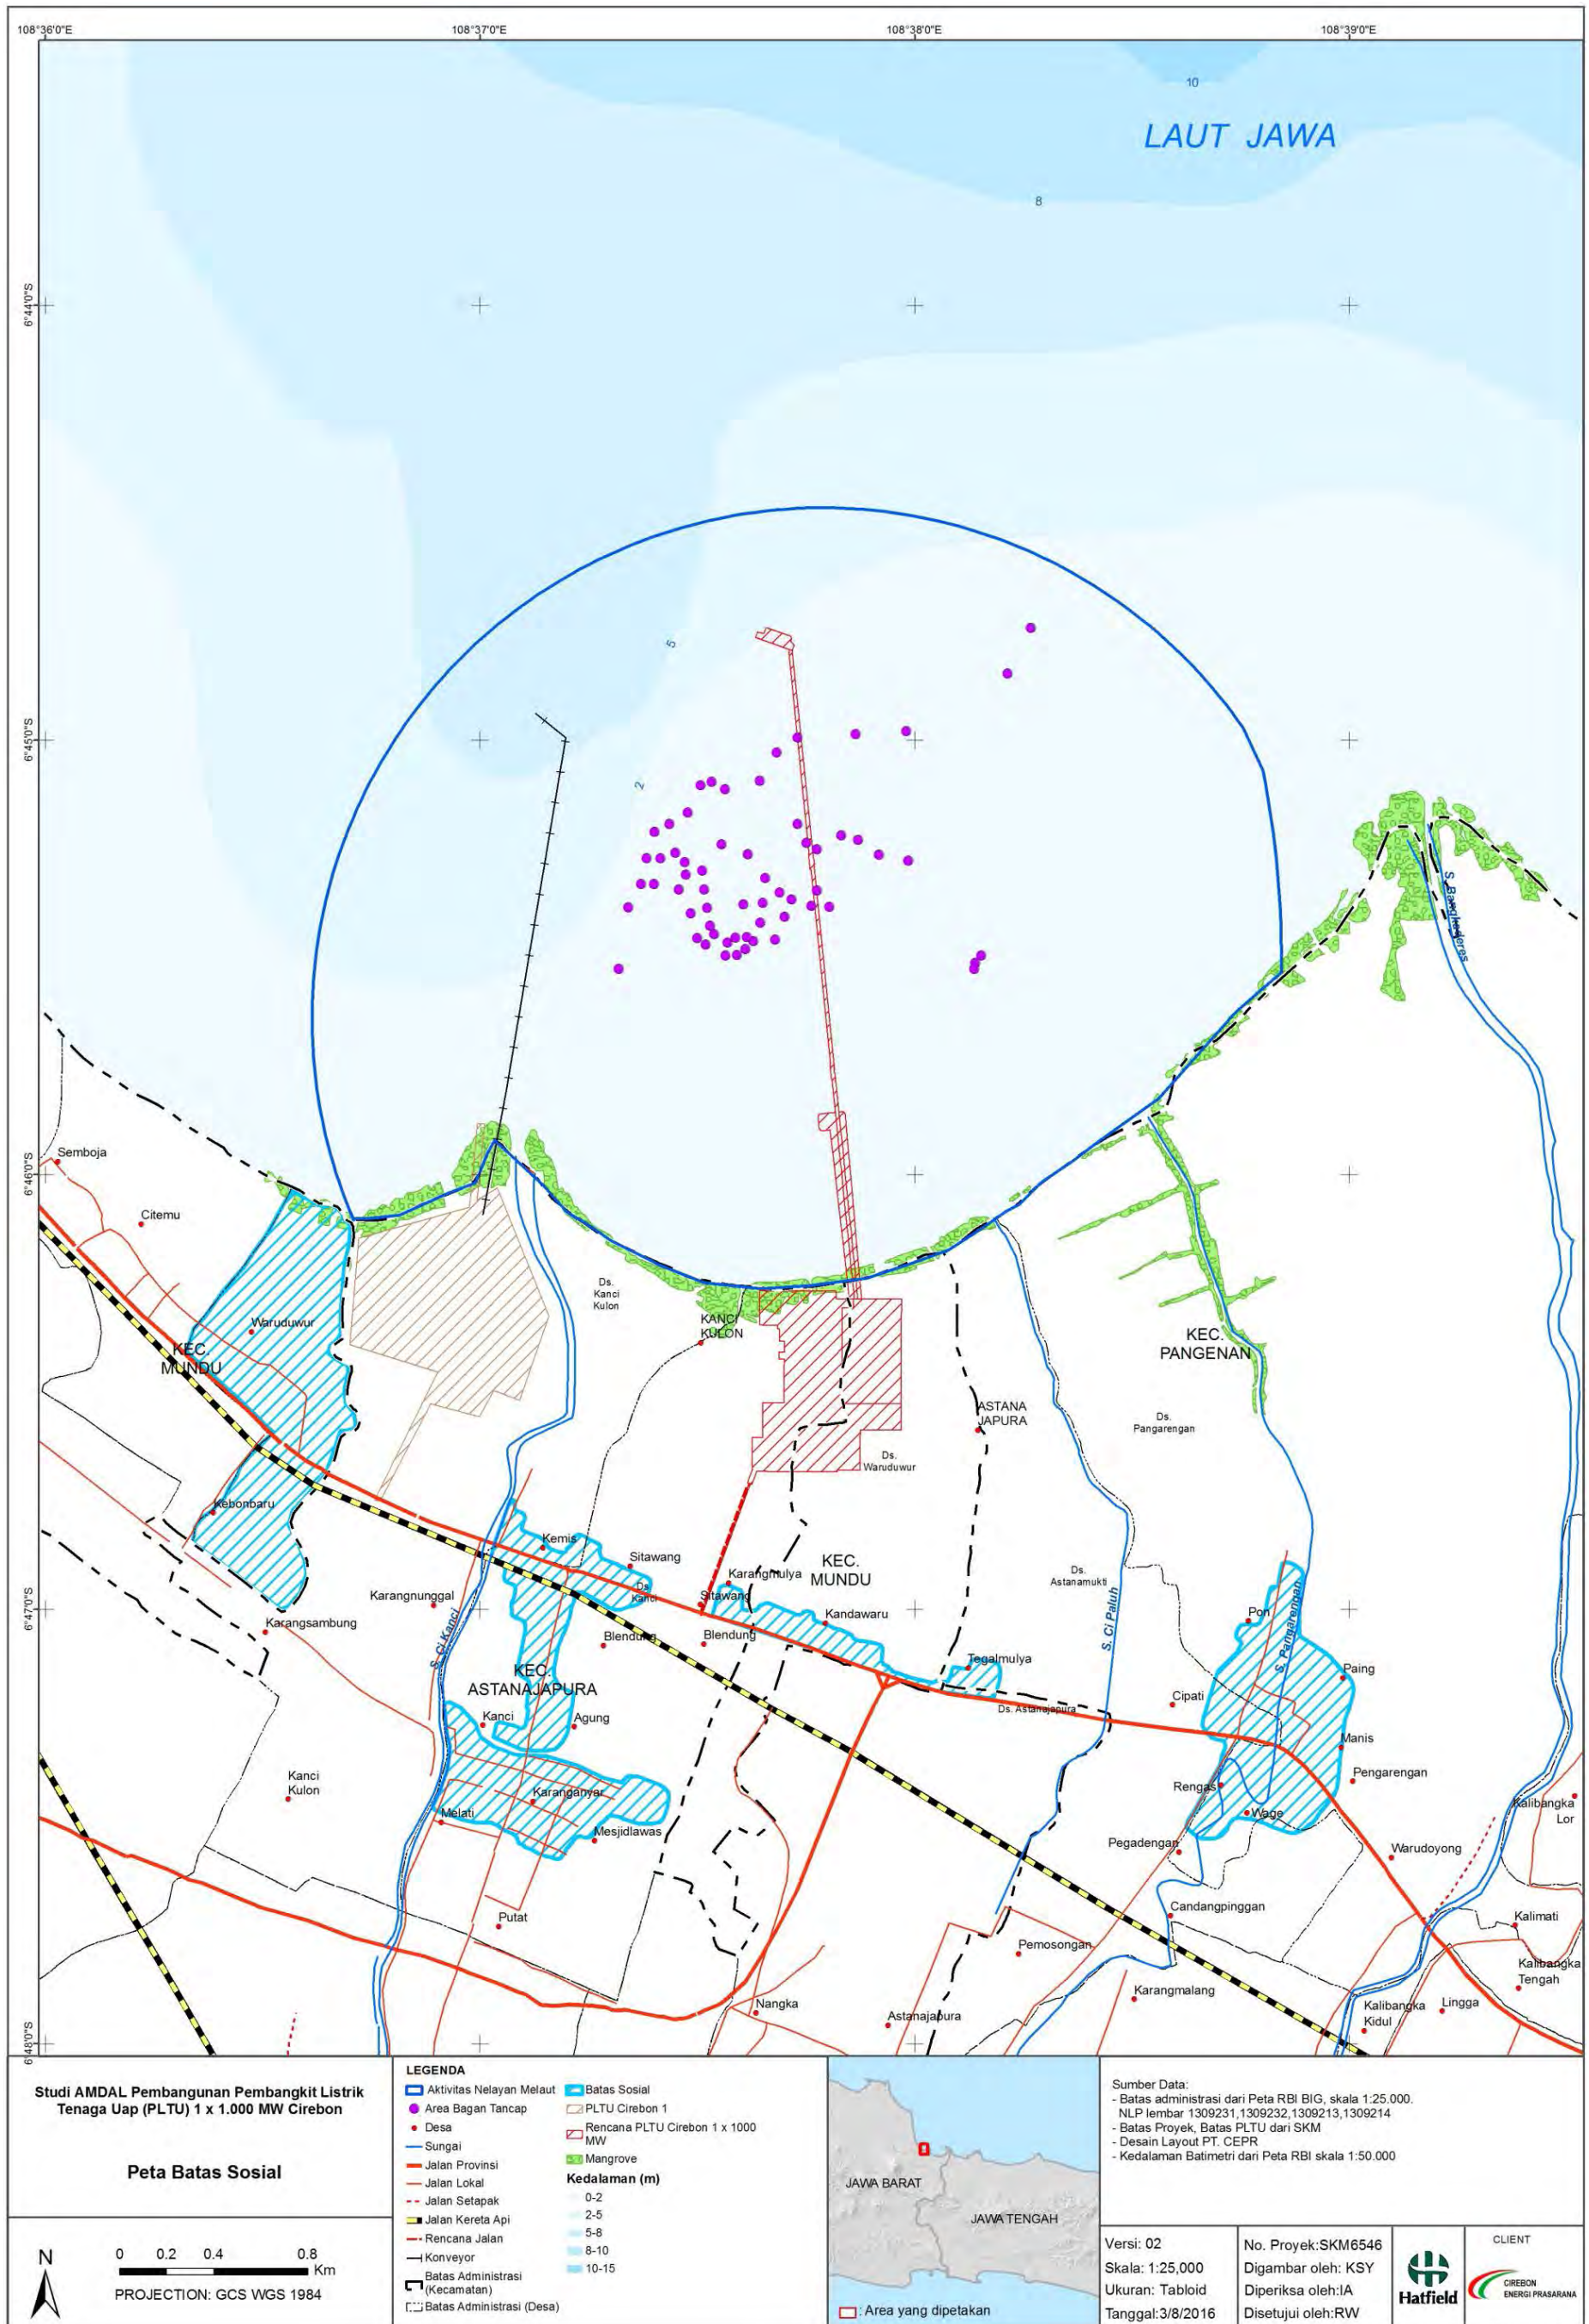 108°36'0"E
108°37'0"E
108°38'0"E
108°39'0"E
10
LAUT JAWA
8
6°44'0"S
5
6°45'0"S
2
S. Bangkaderes
6°46'0"S
Semboja
Citemu
Ds.
Kanci
Kulon
KANCI
KULON
Waruduwur
KEC.
MUNDU
KEC.
PANGENAN
ASTANA
JAPURA
Ds.
Pangarengan
Ds.
Waruduwur
Kebonbaru
Kemis
Sitawang
Ds.
Kanci
Karangmulya
Sitawang
KEC.
MUNDU
Ds.
Astanamukti
6°47'0"S
Karangnunggal
Karangsambung
S. Ci Kanci
Blendung
Blendung
Kandawaru
S. Ci Paluh
Pon
S. Pangarengan
KEC.
ASTANAJAPURA
Tegalmulya
Paing
Cipati
Ds. Astanajapura
Kanci
Agung
Manis
Kanci
Kulon
Pengarengan
Rengas
Karanganyar
Kalibangka
Lor
Melati
Wage
Mesjidlawas
Pegadengan
Warudoyong
Candangpinggan
Putat
Kalimati
Pemosongan
Kalibangka
Tengah
Karangmalang
Nangka
Astanajapura
Kalibangka
Kidul
Lingga
6°48'0"S
Studi AMDAL Pembangunan Pembangkit Listrik
Tenaga Uap (PLTU) 1 x 1.000 MW Cirebon
Peta Batas Sosial
N
0 0.2 0.4 0.8
Km
PROJECTION: GCS WGS 1984
LEGENDA
Aktivitas Nelayan Melaut
Area Bagan Tancap
Desa
Sungai
Jalan Provinsi
Jalan Lokal
Jalan Setapak
Jalan Kereta Api
Rencana Jalan
Konveyor
Batas Administrasi
(Kecamatan)
Batas Administrasi (Desa)
Batas Sosial
PLTU Cirebon 1
Rencana PLTU Cirebon 1 x 1000
MW
Mangrove
Kedalaman (m)
0-2
2-5
5-8
8-10
10-15
JAWA BARAT
JAWA TENGAH
: Area yang dipetakan
Sumber Data:
- Batas administrasi dari Peta RBI BIG, skala 1:25.000.
NLP lembar 1309231,1309232,1309213,1309214
- Batas Proyek, Batas PLTU dari SKM
- Desain Layout PT. CEPR
- Kedalaman Batimetri dari Peta RBI skala 1:50.000
Versi: 02
Skala: 1:25,000
Ukuran: Tabloid
Tanggal:3/8/2016
No. Proyek:SKM6546
Digambar oleh: KSY
Diperiksa oleh:IA
Disetujui oleh:RW
Hatfield
CLIENT
CIREBON
ENERGI PRASARANA